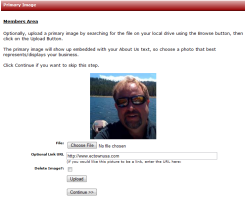 Primary Image
Members Area
Optionally, upload a primary image by searching for the file on your local drive using the Browse button, then
click on the Upload Button.
The primary image will show up embedded with your About Us text, so choose a photo that best
represents/displays your business.
Click Continue if you want to skip this step.
File: Choose File No file chosen
Optional Link URL http://www.actremusa.com
If you would like this picture to be a link, enter the URL here:
Delete Image?:
Upload
Continue >>